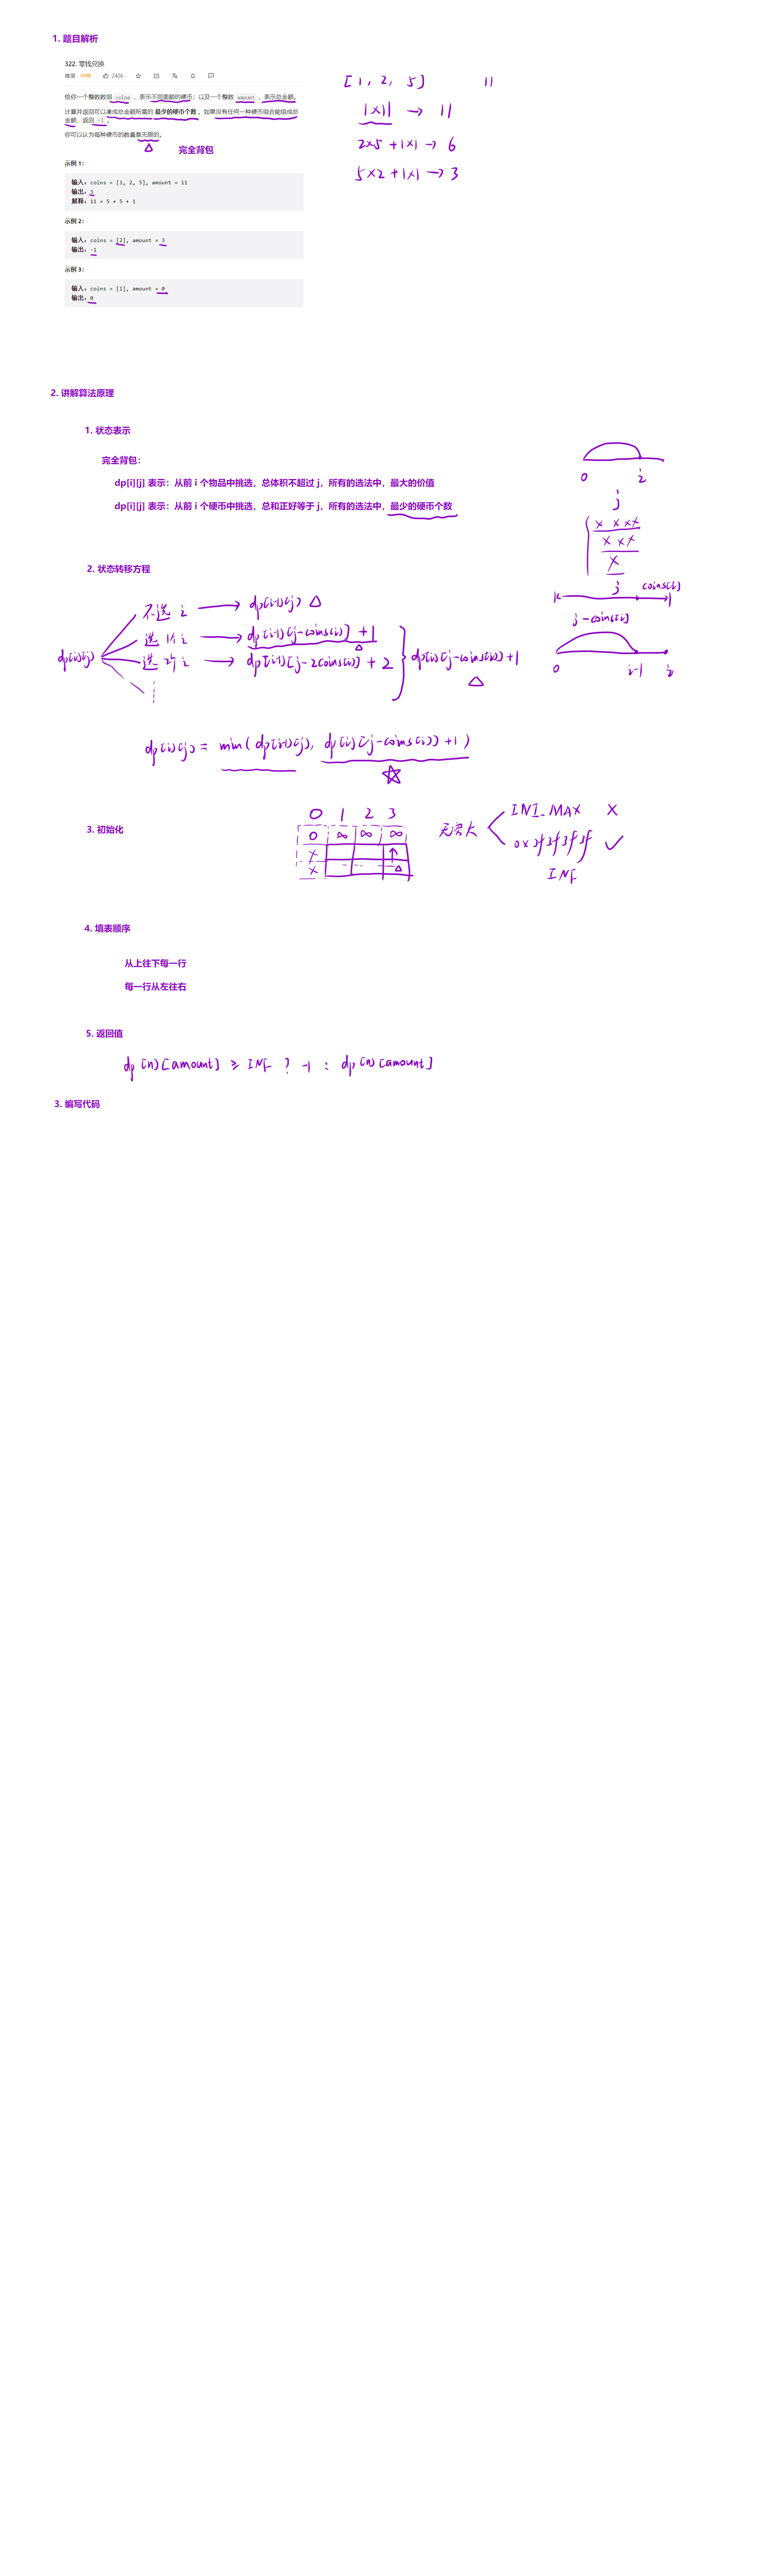 1. 题目解析
322. 零钱兑换
难度 中等 2406
给你一个整数数组 coins ，表示不同面额的硬币；以及一个整数 amount ，表示总金额。
计算并返回可以凑成总金额所需的 最少的硬币个数 。如果没有任何一种硬币组合能组成总
金额，返回 -1 。
你可以认为每种硬币的数量是无限的。
完全背包
示例 1：
输入：coins = [1, 2, 5], amount = 11
输出：3
解释：11 = 5 + 5 + 1
示例 2：
输入：coins = [2], amount = 3
输出：-1
示例 3：
输入：coins = [1], amount = 0
输出：0
[1, 2, 5] 11
1×11 → 11
2×5 + 1×1 → 6
5×2 + 1×1 → 3
2. 讲解算法原理
1. 状态表示
完全背包：
dp[i][j] 表示：从前 i 个物品中挑选，总体积不超过 j，所有的选法中，最大的价值
dp[i][j] 表示：从前 i 个硬币中挑选，总和正好等于 j，所有的选法中，最少的硬币个数
0 i
j
× × × ×
× × ×
×
2. 状态转移方程
dp[i][j]
不选 i → dp[i-1][j]
选 1个 i → dp[i-1][j-coins[i]] + 1
选 2个 i → dp[i-1][j-2coins[i]] + 2
dp[i][j-coins[i]] + 1
j coins[i]
j-coins[i]
0 i-1 i
dp[i][j] = min( dp[i-1][j], dp[i][j-coins[i]] + 1 )
3. 初始化
0 1 2 3
0 ∞ ∞ ∞
×
×
无穷大
INT_MAX ×
0x3f3f3f3f ✓
INF
4. 填表顺序
从上往下每一行
每一行从左往右
5. 返回值
dp[n][amount] ≥ INF ? -1 : dp[n][amount]
3. 编写代码